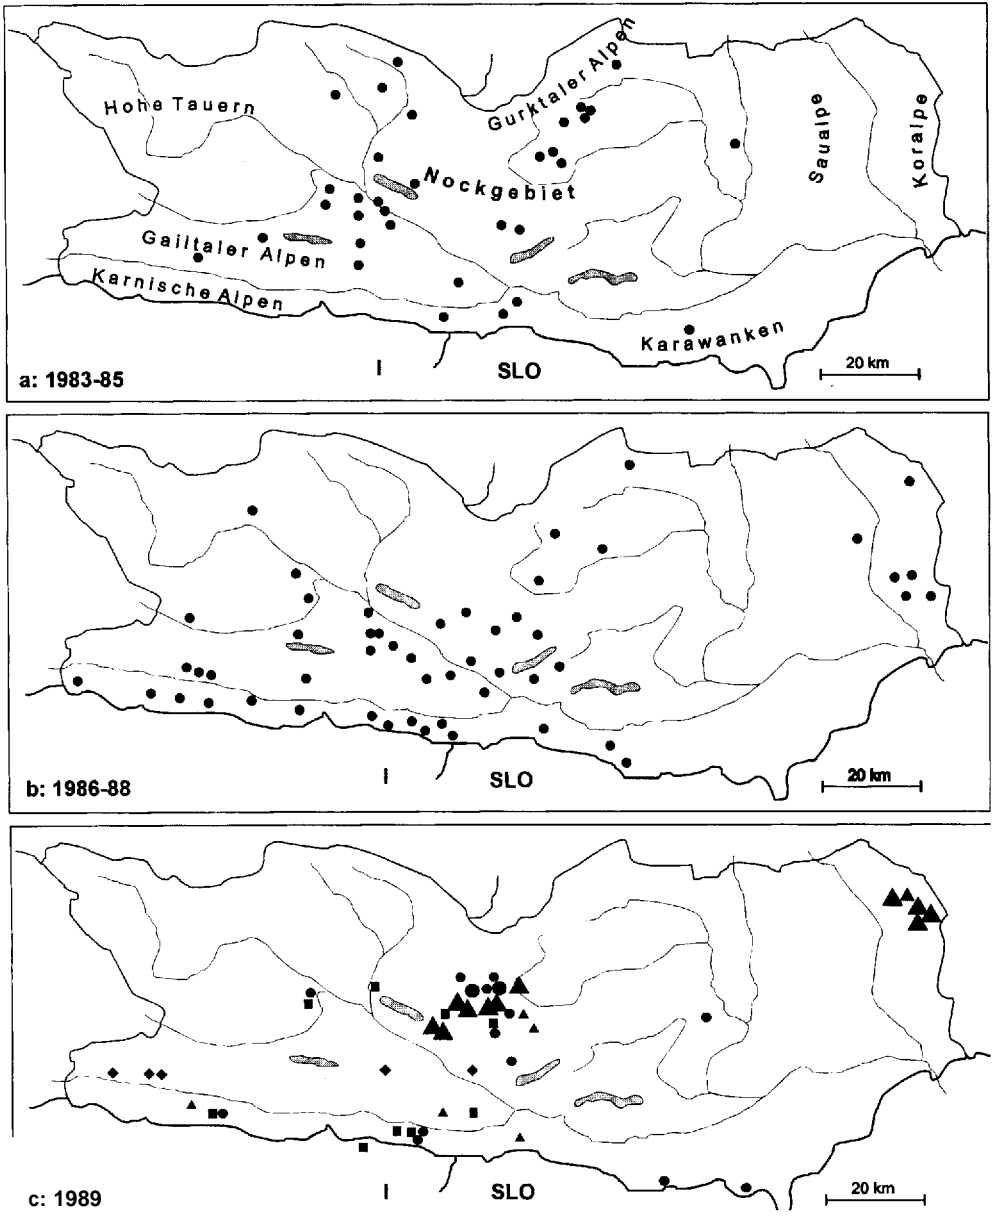 Hohe Tauern
Gurktaler Alpen
Saualpe
Koralpe
Nockgebiet
Gailtaler Alpen
Karnische Alpen
Karawanken
I
SLO
20 km
a: 1983-85
I
SLO
20 km
b: 1986-88
I
SLO
20 km
c: 1989